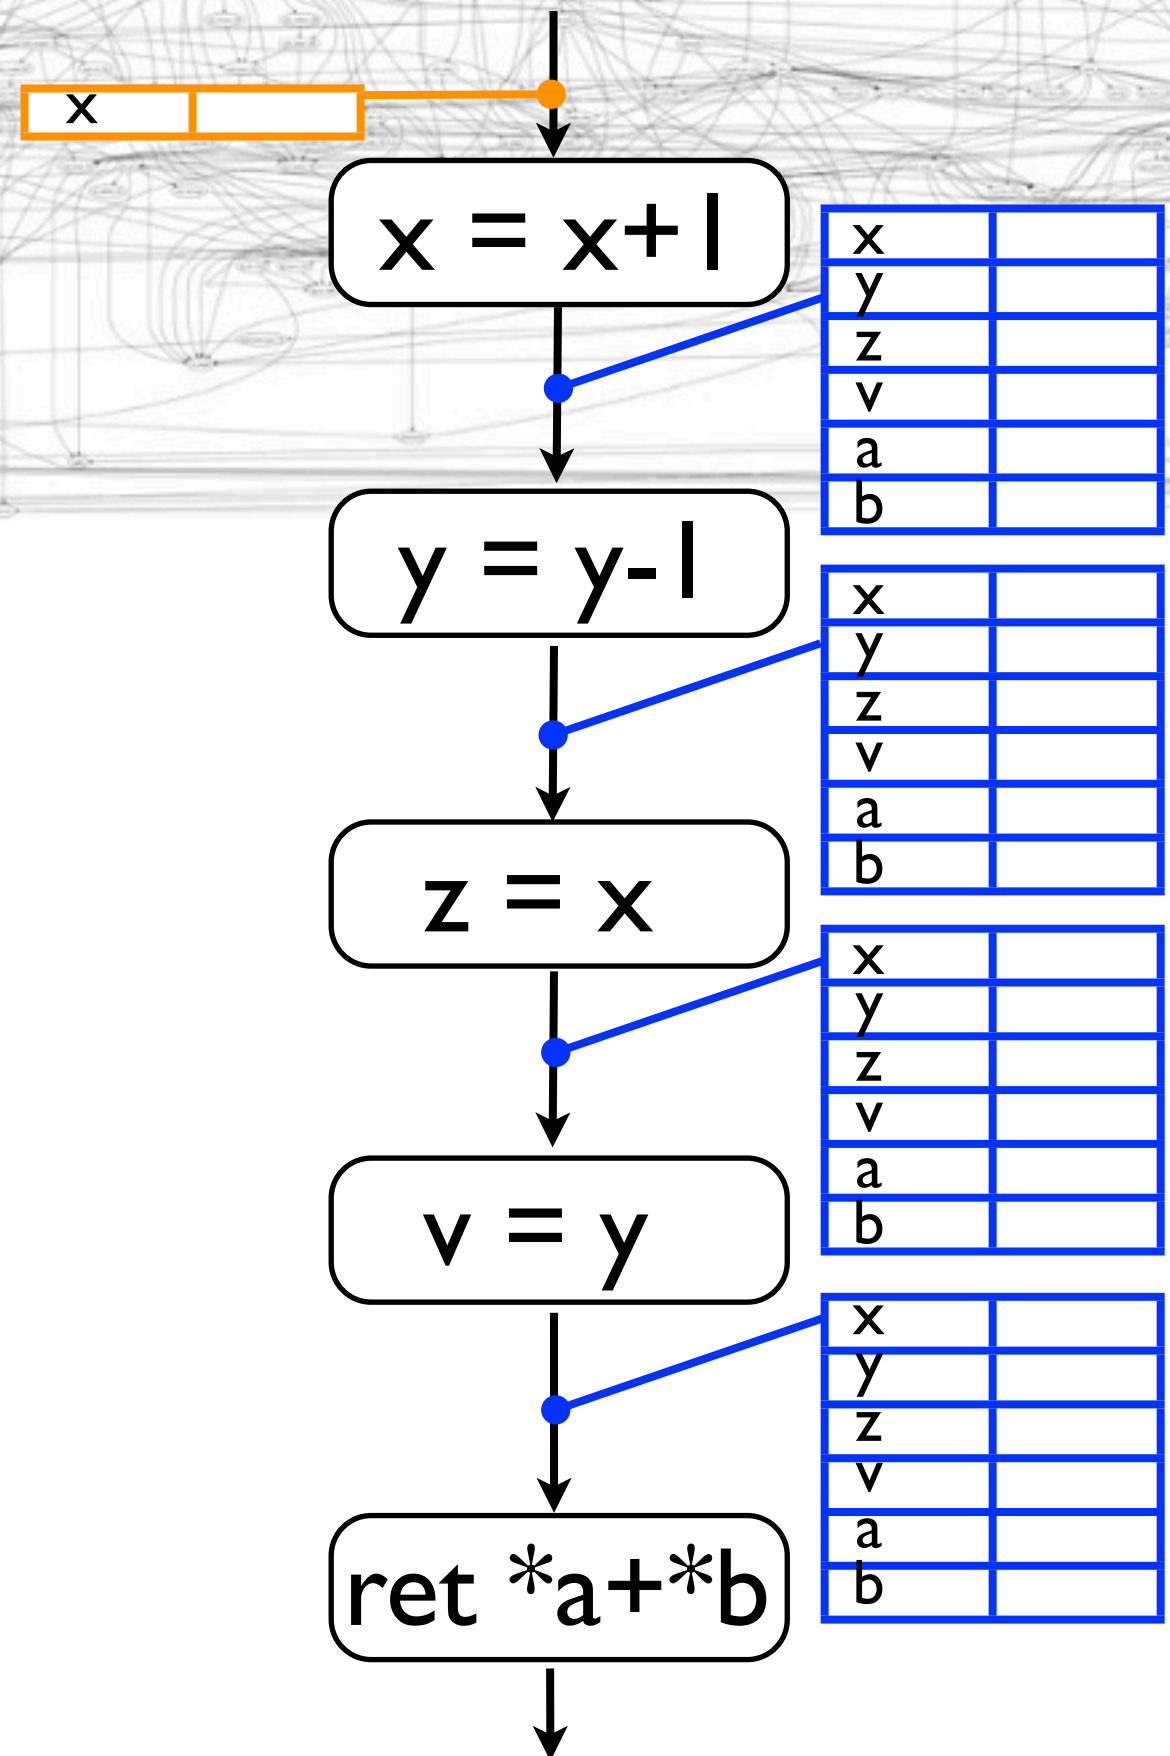 x
x = x+1
x
y
z
v
a
b
y = y-1
x
y
z
v
a
b
z = x
x
y
z
v
a
b
v = y
x
y
z
v
a
b
ret *a+*b